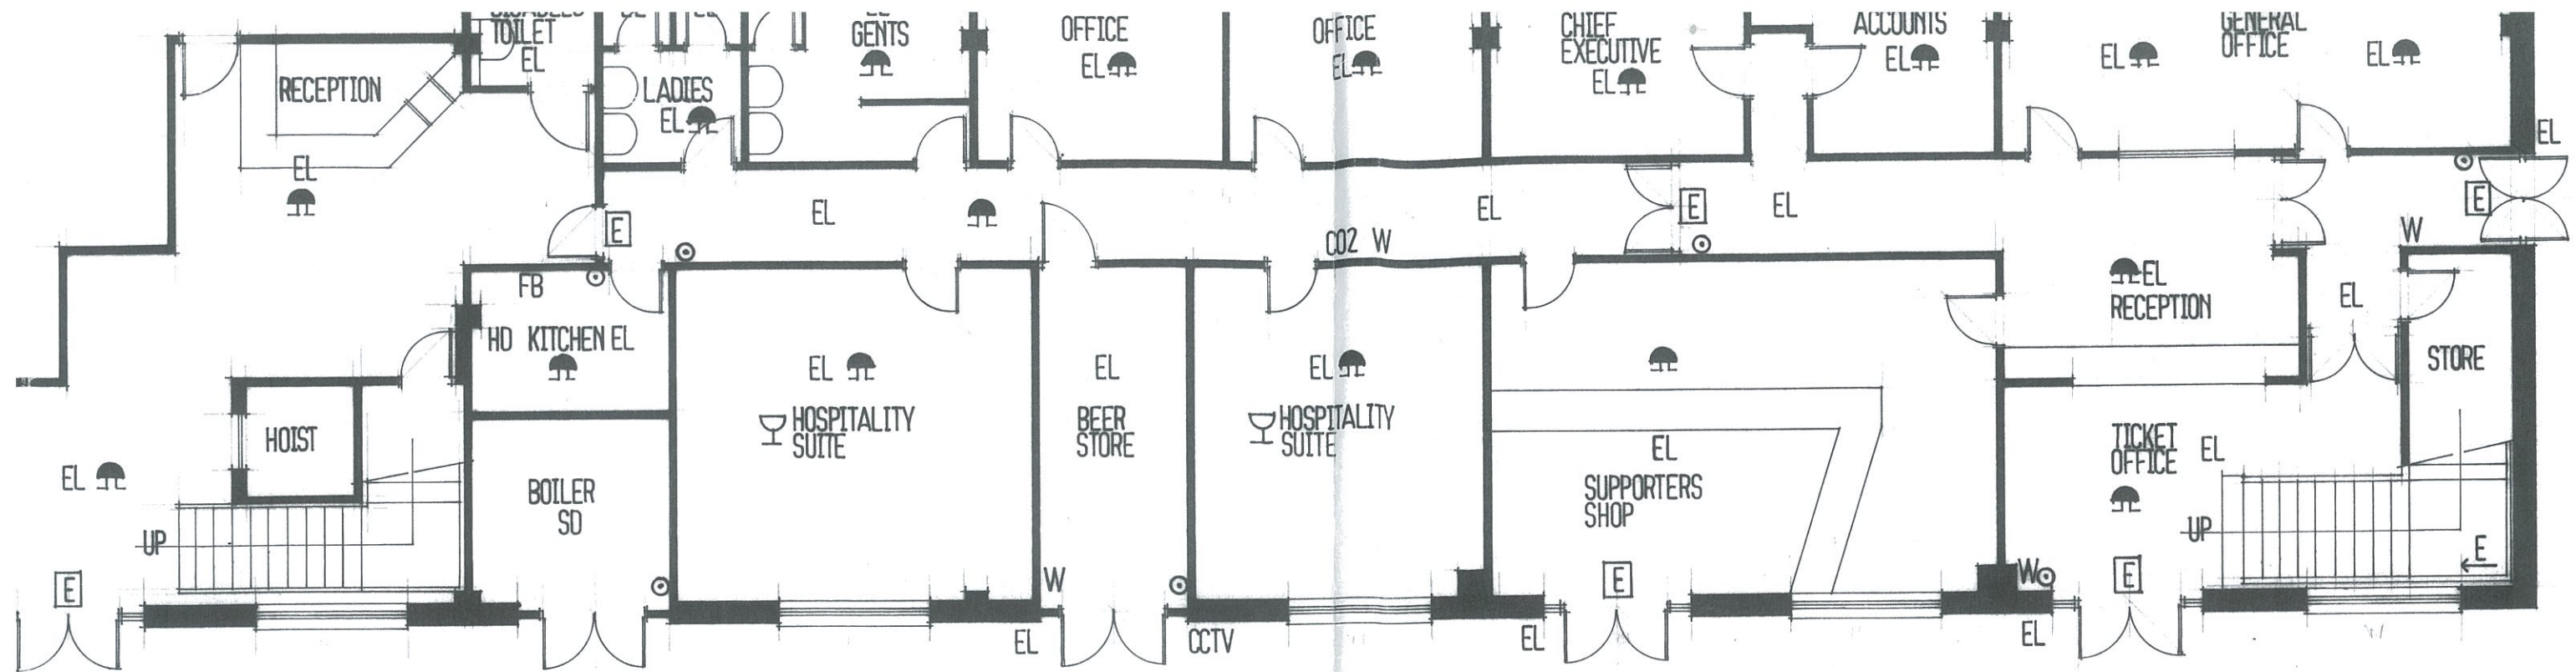 DISABLED
TOILET
EL
EL
EL
EL
GENTS
OFFICE
EL
OFFICE
EL
CHIEF
EXECUTIVE
EL
ACCOUNTS
EL
GENERAL
OFFICE
EL
EL
RECEPTION
EL
LADIES
EL
EL
E
EL
EL
E
EL
E
CO2 W
W
FB
HD KITCHEN EL
EL
RECEPTION
EL
STORE
EL
EL
EL
HOSPITALITY
SUITE
BEER
STORE
HOSPITALITY
SUITE
HOIST
EL
BOILER
SD
EL
SUPPORTERS
SHOP
TICKET
OFFICE
EL
UP
UP
E
E
W
E
W
E
EL
CCTV
EL
EL